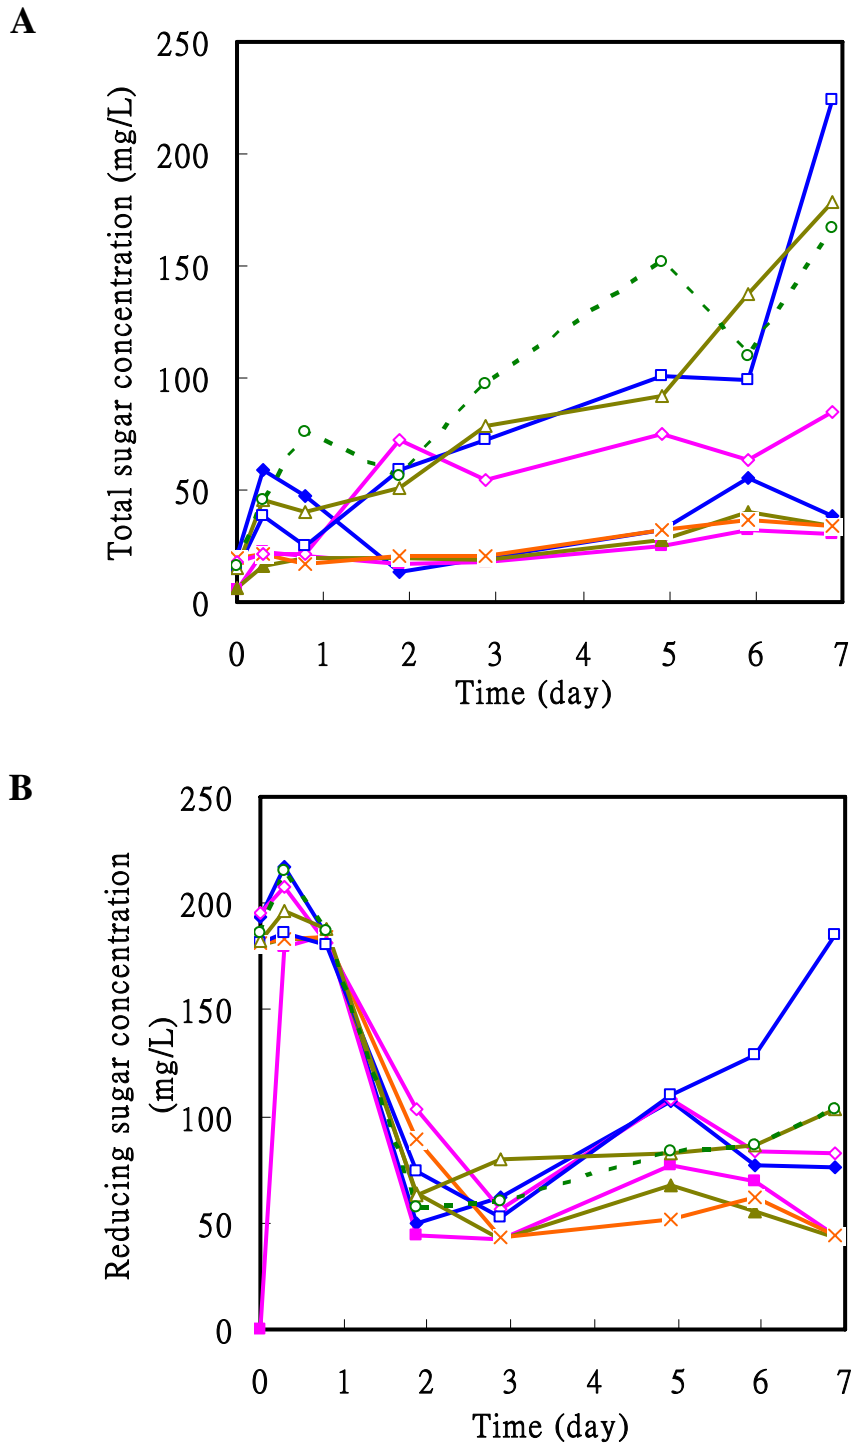 A
Total sugar concentration (mg/L)
250
200
150
100
50
0
0 1 2 3 4 5 6 7
Time (day)
B
Reducing sugar concentration
(mg/L)
250
200
150
100
50
0
0 1 2 3 4 5 6 7
Time (day)